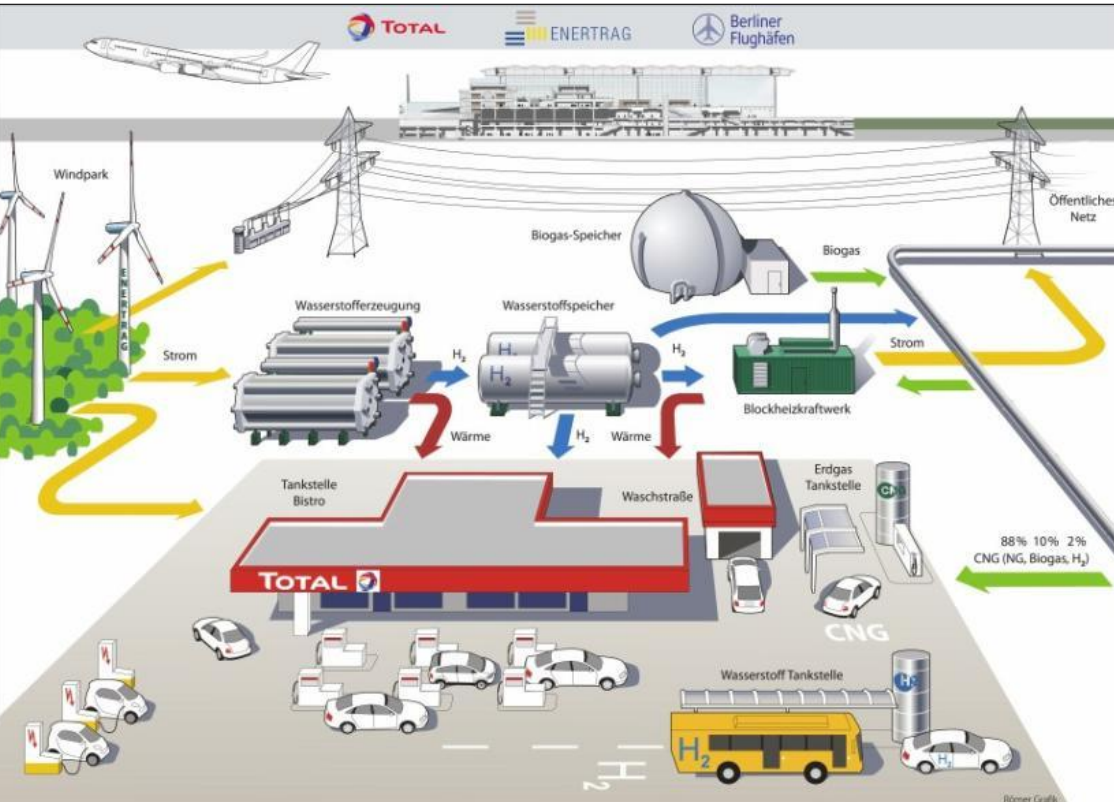 TOTAL
ENERTRAG
Berliner
Flughäfen
Windpark
Öffentliches
Netz
Biogas-Speicher
Biogas
ENERTRAG
Wasserstofferzeugung
Wasserstoffspeicher
Strom
H₂
H₂
H₂
H₂
Strom
Blockheizkraftwerk
Wärme
H₂
Wärme
Tankstelle
Bistro
Waschstraße
Erdgas
Tankstelle
CNG
88% 10% 2%
CNG (NG, Biogas, H₂)
TOTAL
CNG
Wasserstoff Tankstelle
H₂
H₂
H₂
H₂
Römer Grafik